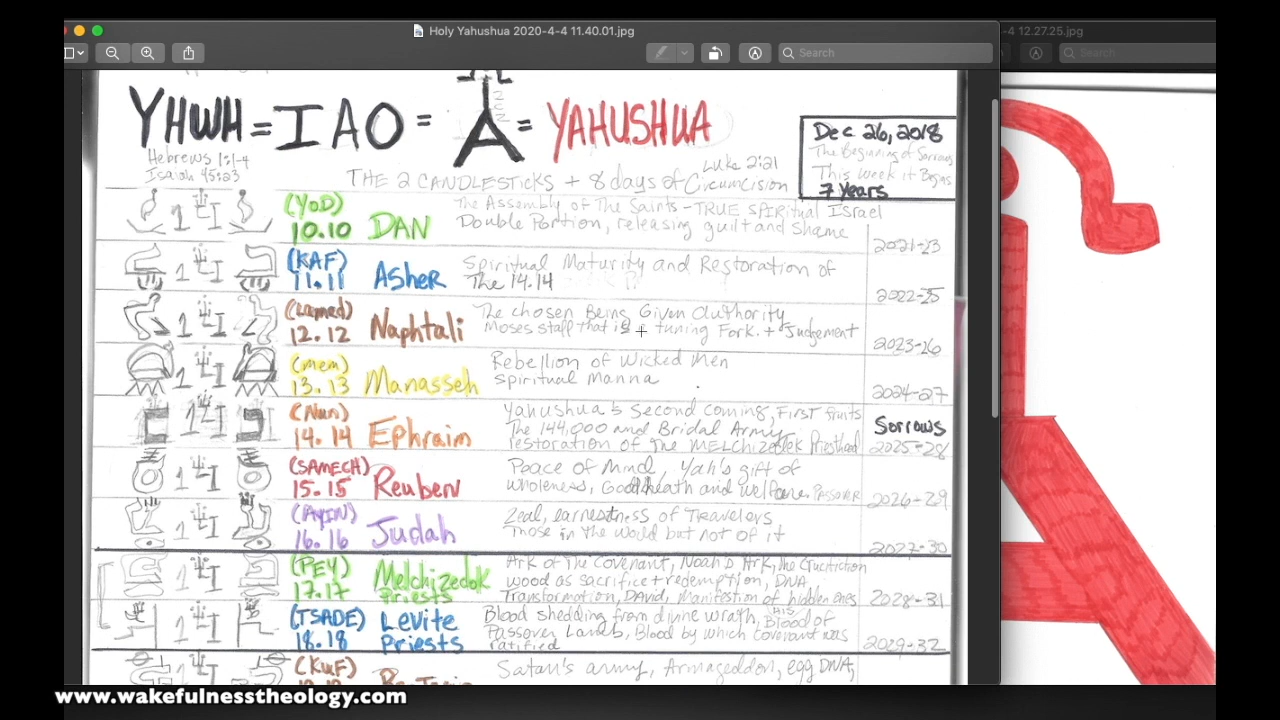 Holy Yahushua 2020-4-4 11.40.01.jpg
-4 12.27.25.jpg
Search
Search
YHWH = IAO = A = YAHUSHUA
Hebrews 1:1-4
Isaiah 45:23
Luke 2:21
THE 2 CANDLESTICKS + 8 days of Circumcision
Dec 26, 2018
The Beginning of Sorrows
This week it Begins
7 Years
(YOD)
10.10 DAN
The Assembly of The Saints - TRUE SPIRitual Israel
Double Portion, releasing guilt and shame
2021-23
(KAF)
11.11 Asher
Spiritual Maturity and Restoration of
The 14.14
2022-25
(Lamed)
12.12 Naphtali
The chosen Being Given authority
Moses staff that is tuning Fork. + Judgement
2023-26
(mem)
13.13 Manasseh
Rebellion of Wicked Men
Spiritual Manna
2024-27
(Nun)
14.14 Ephraim
Yahushua's Second coming, First fruits
The 144,000 and Bridal Army
restoration of the MELChizedek Priesthood
Sorrows
2025-28
(SAMECH)
15.15 Reuben
Peace of Mind, Yah's gift of
wholeness, Good heath and welfare. Passover
2026-29
(AYIN)
16.16 Judah
Zeal, earnestness of Travelers
Those in the world but not of it
2027-30
(PEY)
17.17 Melchizedok
Priests
Ark of The Covenant, Noah's Ark, the Crucifiction
wood as sacrifice + redemption, DNA
Transformation, DAvid, Manifestion of hidden ones
2028-31
(TSADE)
18.18 Levite
Priests
Blood shedding from divine wrath, His Blood of
Passover Lambs, Blood by which covenant was
ratified
2029-32
(KuF)
Satan's army, Armageddon, egg DNA,
www.wakefulnesstheology.com